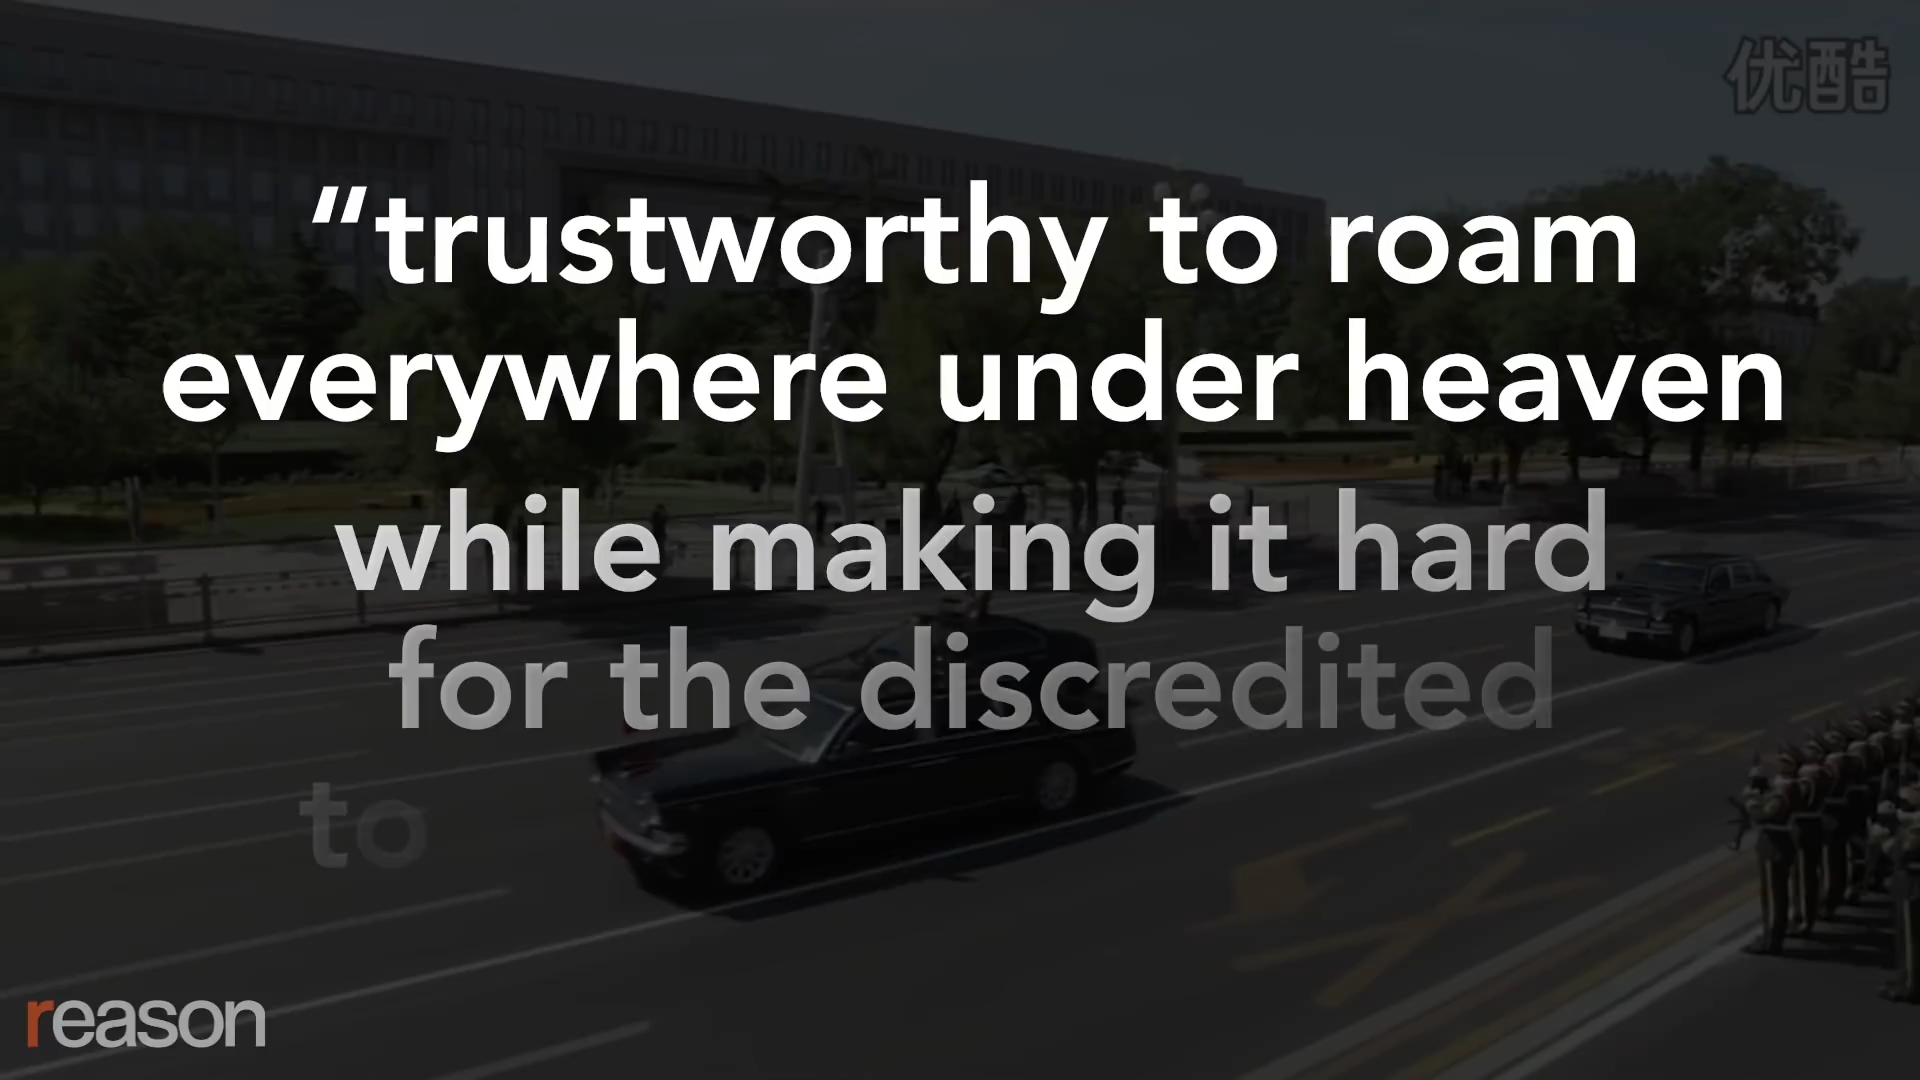 优酷
“trustworthy to roam
everywhere under heaven
while making it hard
for the discredited
to
reason